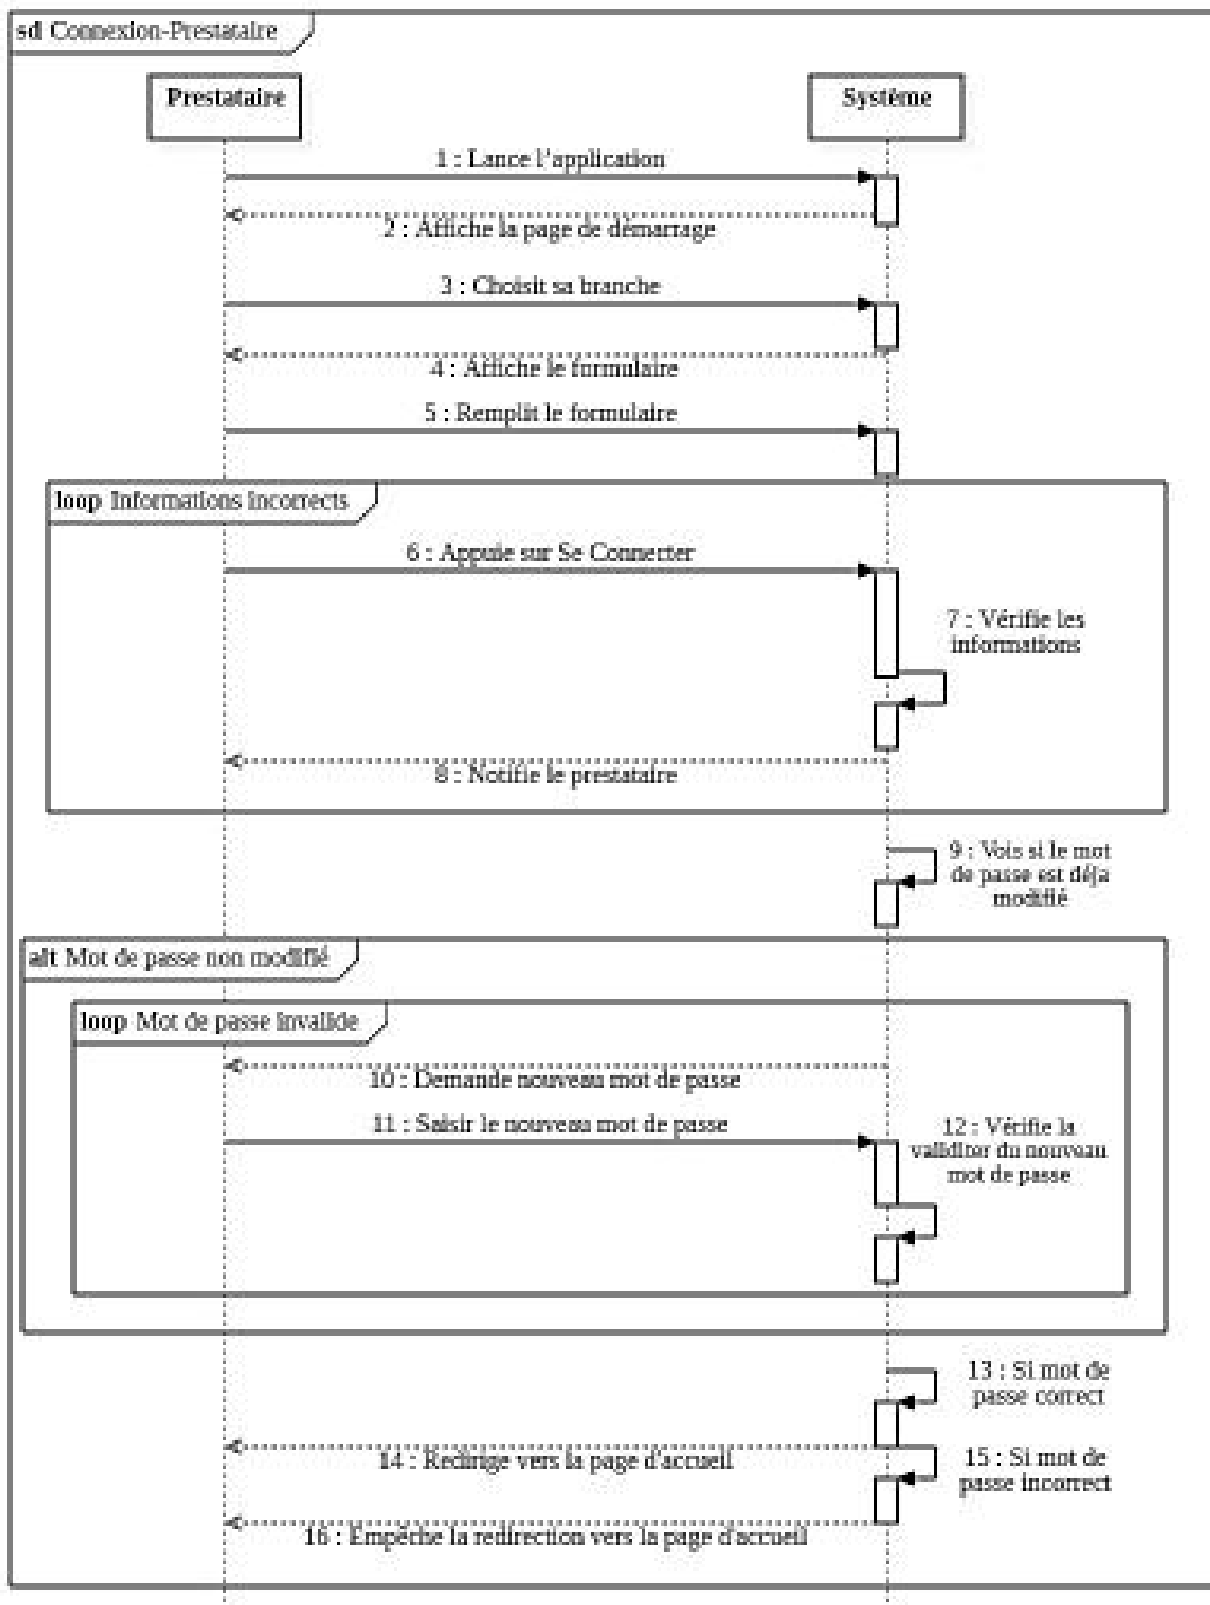 sd Connexion-Prestataire
Prestataire
Système
1 : Lance l'application
2 : Affiche la page de démarrage
3 : Choisit sa branche
4 : Affiche le formulaire
5 : Remplit le formulaire
loop Informations incorrects
6 : Appuie sur Se Connecter
7 : Vérifie les
informations
8 : Notifie le prestataire
9 : Vois si le mot
de passe est déja
modifié
alt Mot de passe non modifié
loop Mot de passe invalide
10 : Demande nouveau mot de passe
11 : Saisir le nouveau mot de passe
12 : Vérifie la
validiter du nouveau
mot de passe
13 : Si mot de
passe correct
14 : Redirige vers la page d'accueil
15 : Si mot de
passe incorrect
16 : Empêche la redirection vers la page d'accueil